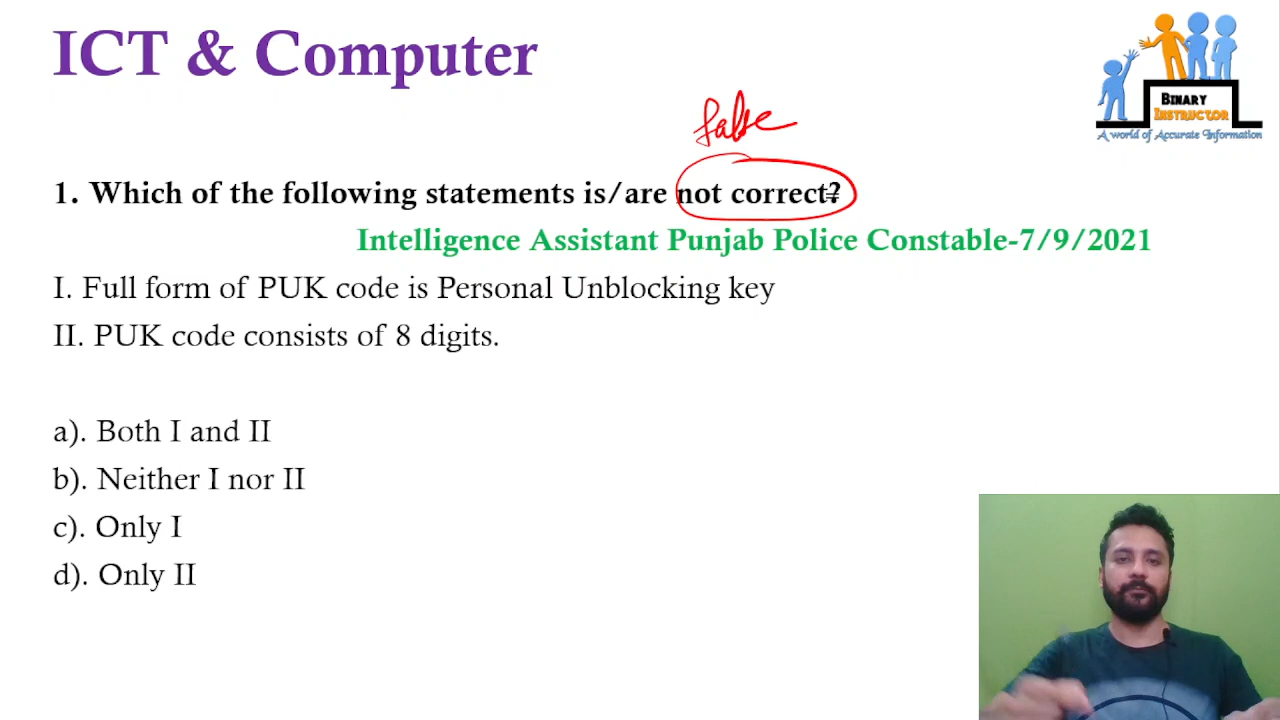 ICT & Computer
BINARY
INSTRUCTOR
A world of Accurate Information
false
1. Which of the following statements is/are not correct?
Intelligence Assistant Punjab Police Constable-7/9/2021
I. Full form of PUK code is Personal Unblocking key
II. PUK code consists of 8 digits.
a). Both I and II
b). Neither I nor II
c). Only I
d). Only II